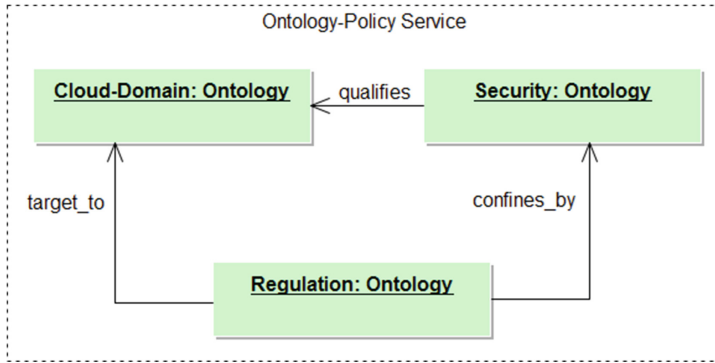 Ontology-Policy Service
Cloud-Domain: Ontology
qualifies
Security: Ontology
target_to
confines_by
Regulation: Ontology